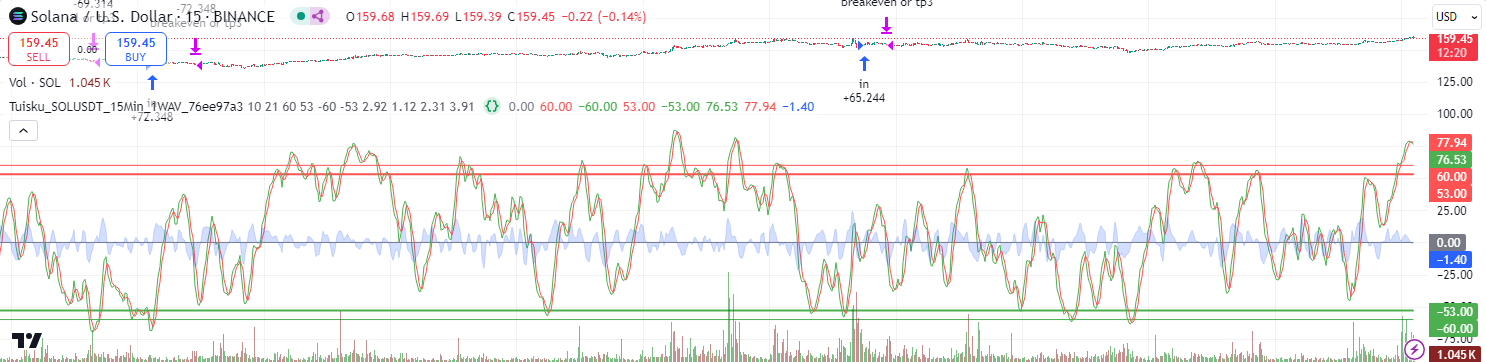 -69.314
-72.348
Solana / U.S. Dollar · 15 · BINANCE
O159.68 H159.69 L159.39 C159.45 −0.22 (−0.14%)
breakeven or tp3
breakeven or tp3
USD
159.45
SELL
0.00
159.45
BUY
159.45
12:20
Vol · SOL 1.045 K
in
+65.244
125.00
Tuisku_SOLUSDT_15Min_1WAV_76ee97a3 10 21 60 53 -60 -53 2.92 1.12 2.31 3.91 {} 0.00 60.00 −60.00 53.00 −53.00 76.53 77.94 −1.40
in
+72.348
100.00
77.94
76.53
60.00
53.00
25.00
0.00
−1.40
−25.00
−53.00
−60.00
−75.00
1.045 K